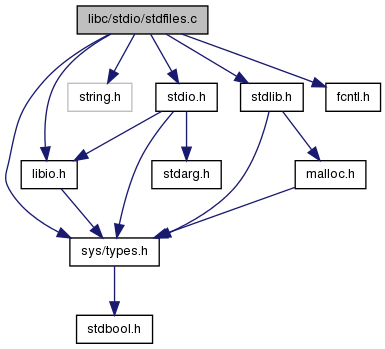 libc/stdio/stdfiles.c
string.h
stdio.h
stdlib.h
fcntl.h
libio.h
stdarg.h
malloc.h
sys/types.h
stdbool.h